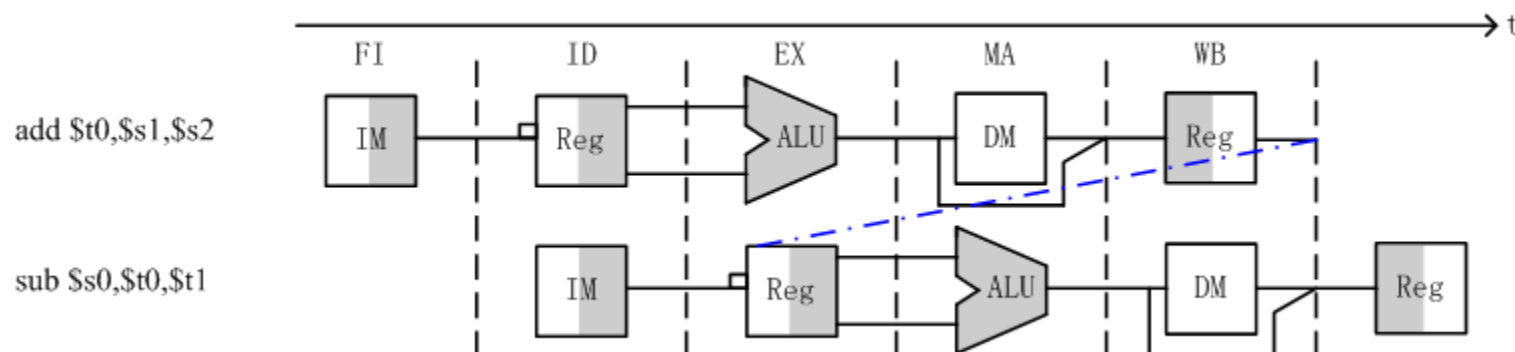 t
FI ID EX MA WB
add $t0,$s1,$s2 IM Reg ALU DM Reg
sub $s0,$t0,$t1 IM Reg ALU DM Reg